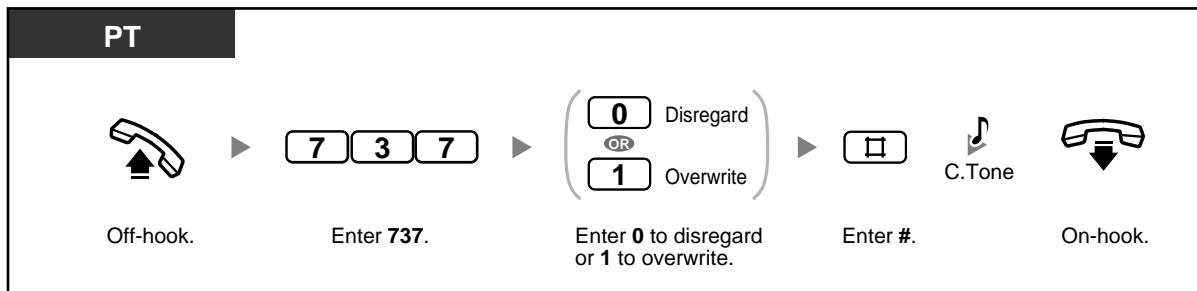 PT
7 3 7
0 Disregard
OR
1 Overwrite
C.Tone
Off-hook.
Enter 737.
Enter 0 to disregard
or 1 to overwrite.
Enter #.
On-hook.